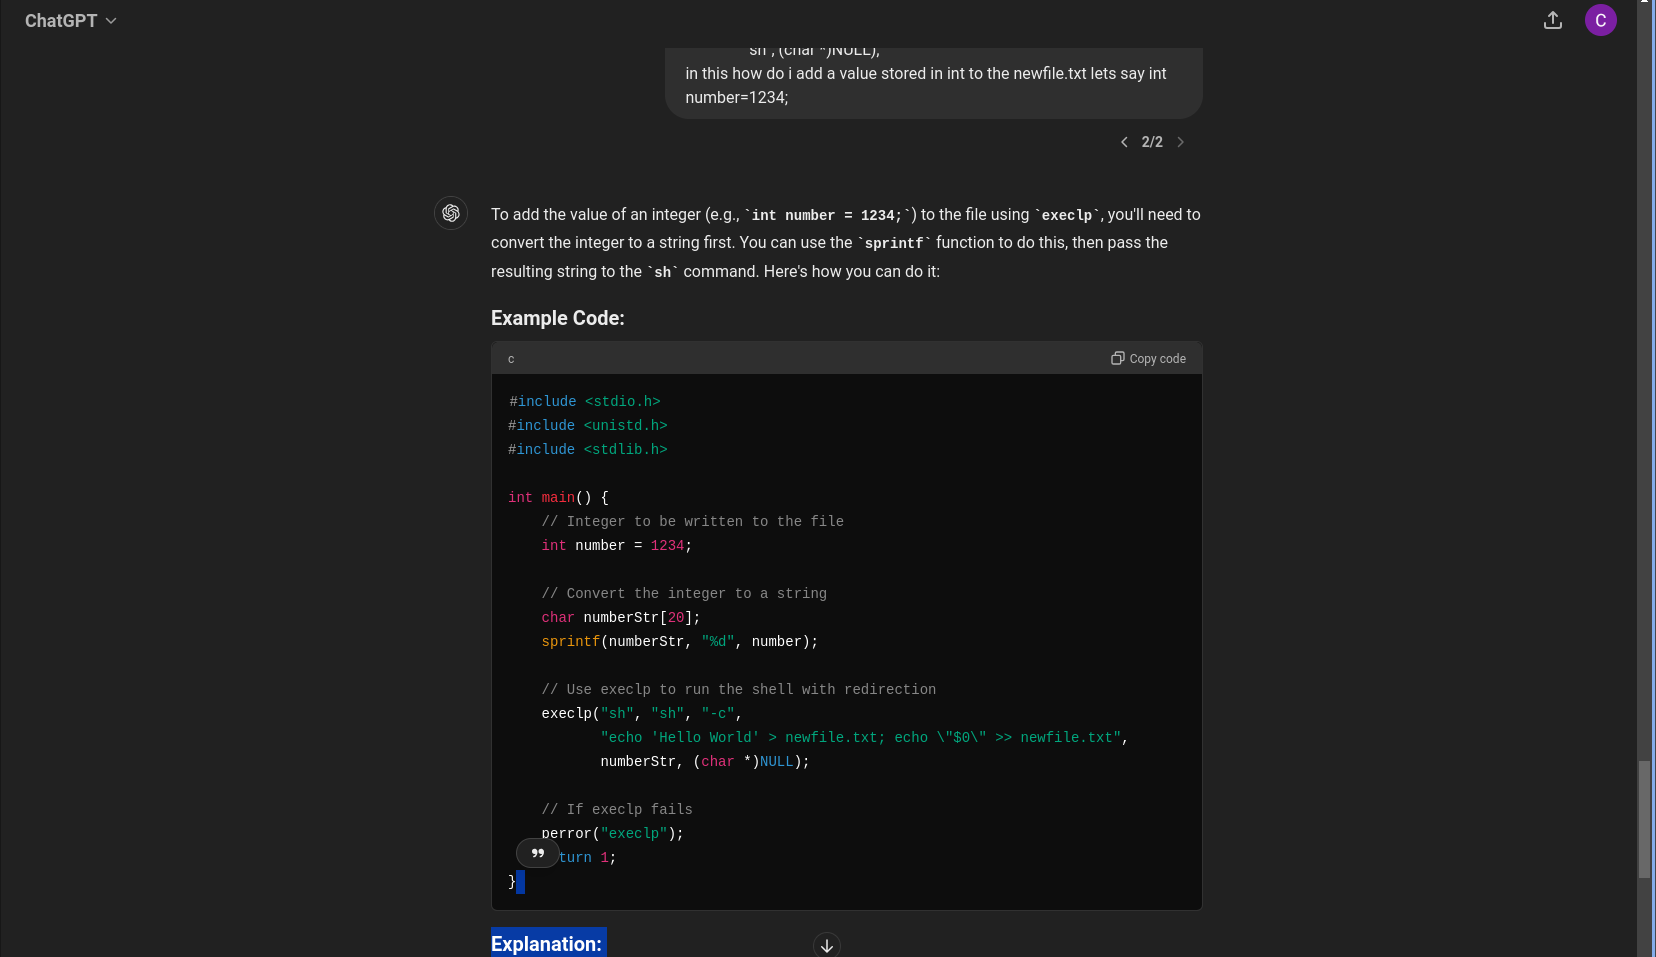 ChatGPT
C
"sh", (char *)NULL);
in this how do i add a value stored in int to the newfile.txt lets say int
number=1234;
2/2
To add the value of an integer (e.g., `int number = 1234;`) to the file using `execlp`, you'll need to
convert the integer to a string first. You can use the `sprintf` function to do this, then pass the
resulting string to the `sh` command. Here's how you can do it:
Example Code:
c
Copy code
#include <stdio.h>
#include <unistd.h>
#include <stdlib.h>
int main() {
    // Integer to be written to the file
    int number = 1234;
    // Convert the integer to a string
    char numberStr[20];
    sprintf(numberStr, "%d", number);
    // Use execlp to run the shell with redirection
    execlp("sh", "sh", "-c",
           "echo 'Hello World' > newfile.txt; echo \"$0\" >> newfile.txt",
           numberStr, (char *)NULL);
    // If execlp fails
    perror("execlp");
    turn 1;
}
Explanation: